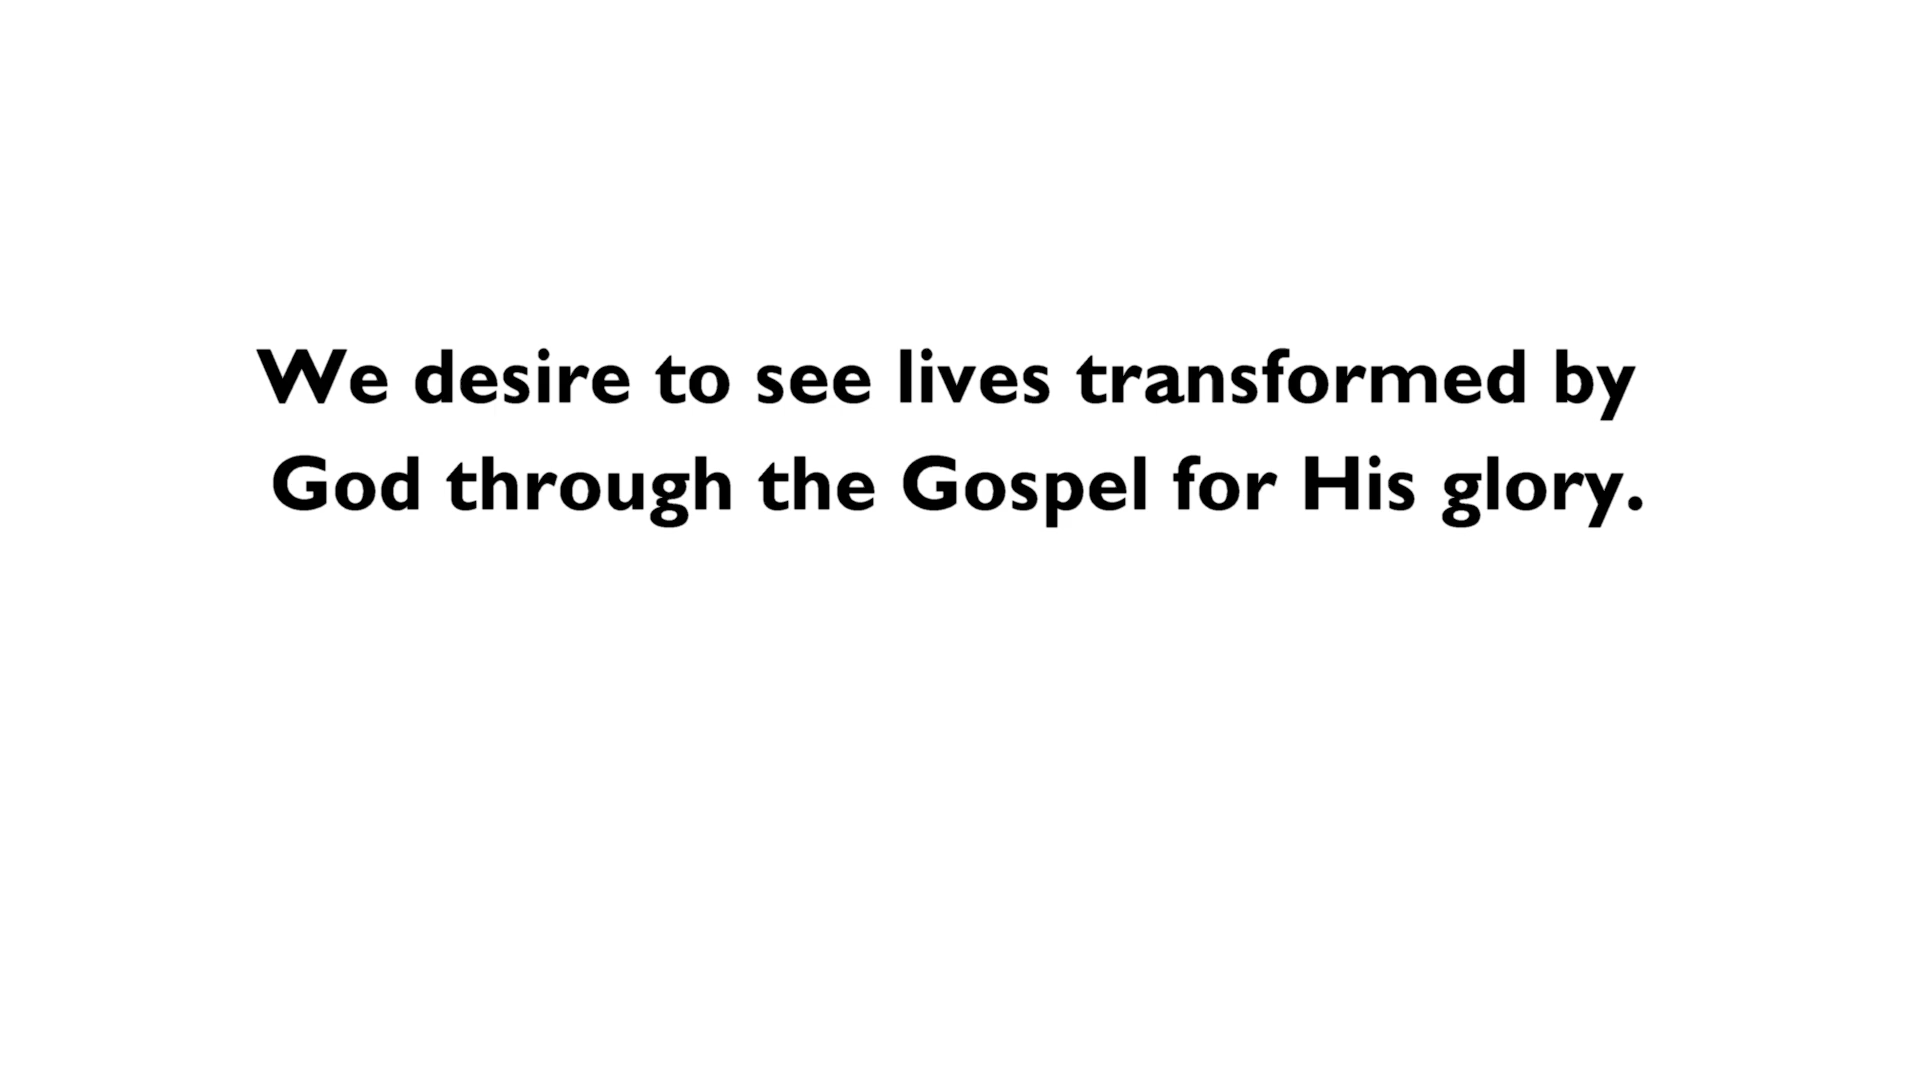 We desire to see lives transformed by
God through the Gospel for His glory.